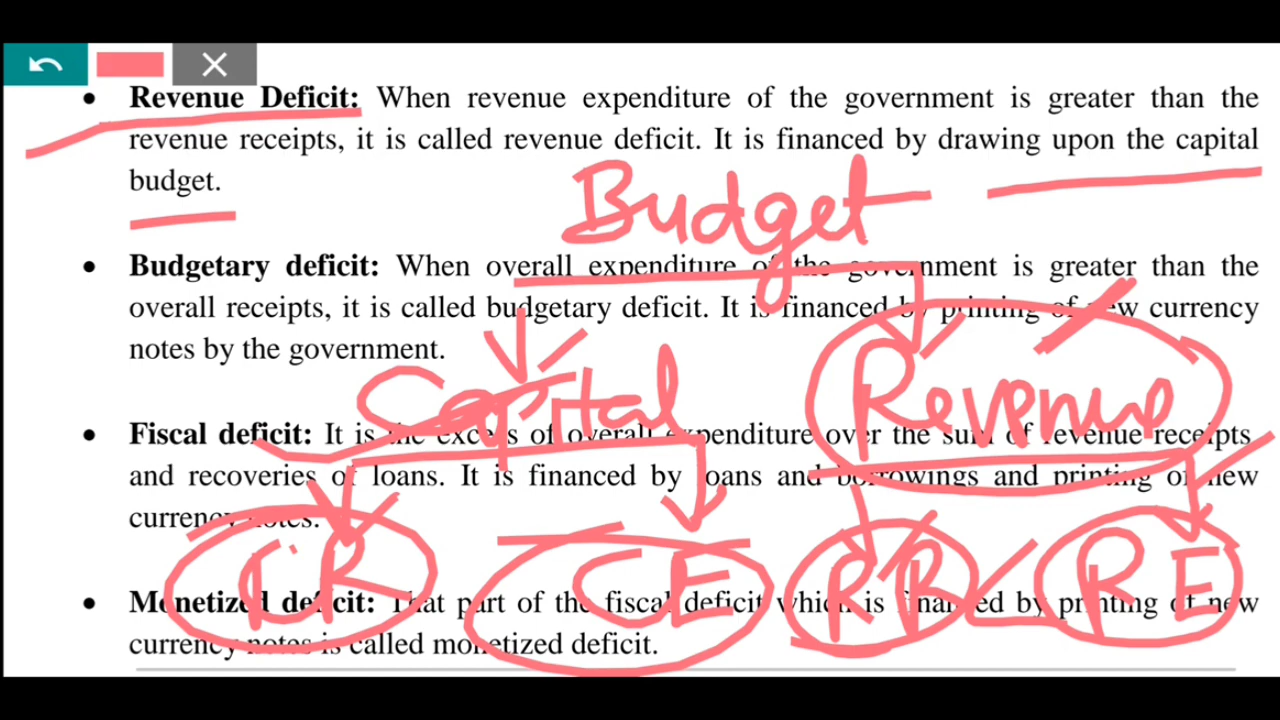 • Revenue Deficit: When revenue expenditure of the government is greater than the
revenue receipts, it is called revenue deficit. It is financed by drawing upon the capital
budget.
Budget
• Budgetary deficit: When overall expenditure of the government is greater than the
overall receipts, it is called budgetary deficit. It is financed by printing of new currency
notes by the government.
Capital Revenue
• Fiscal deficit: It is the excess of overall expenditure over the sum of revenue receipts
and recoveries of loans. It is financed by loans and borrowings and printing of new
currency notes.
CR CE RR RE
• Monetized deficit: That part of the fiscal deficit which is financed by printing of new
currency notes is called monetized deficit.